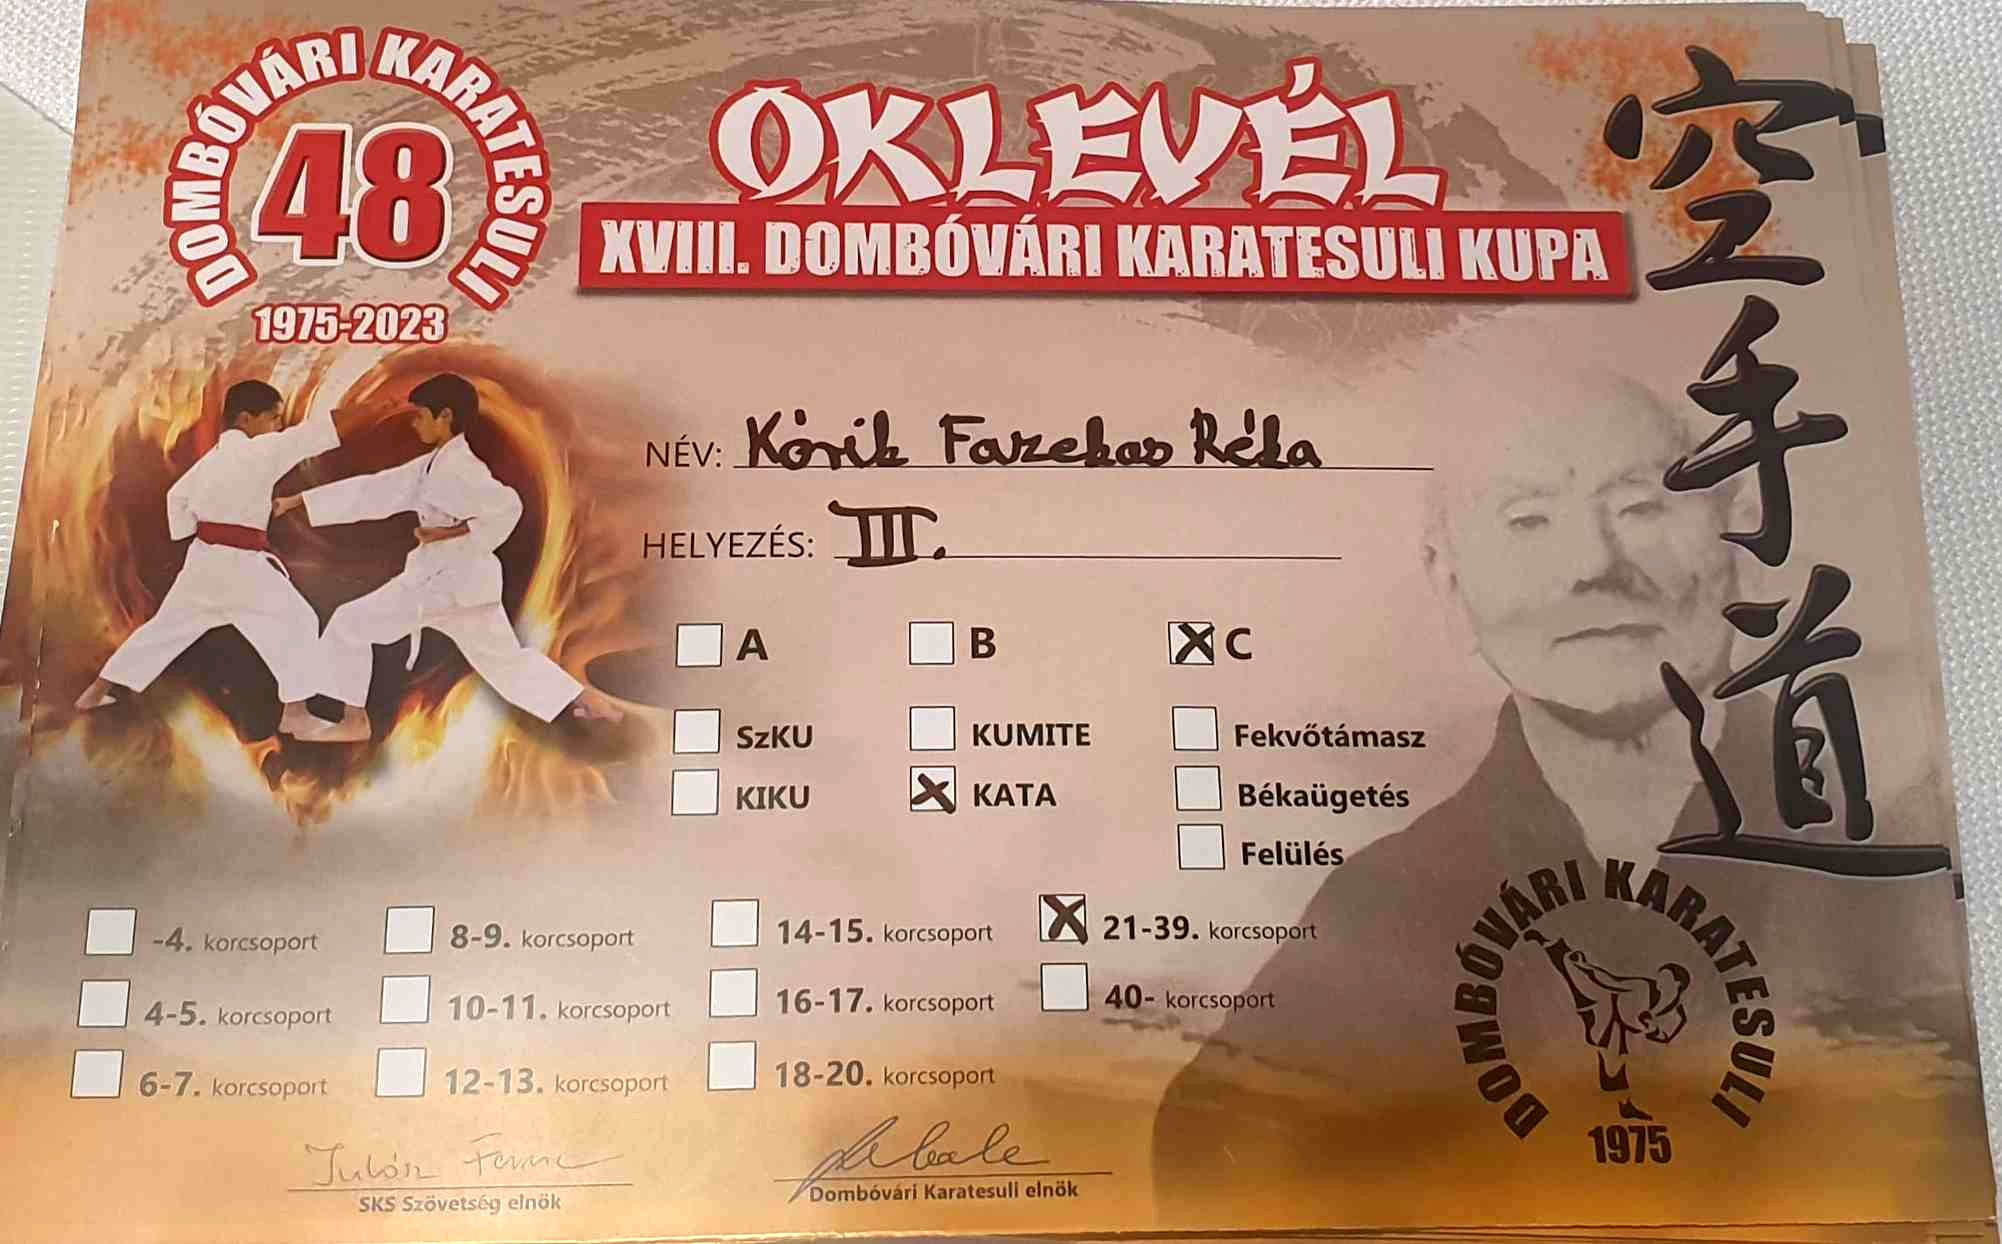 DOMBÓVÁRI KARATESULI
48
1975-2023
OKLEVÉL
XVIII. DOMBÓVÁRI KARATESULI KUPA
空手道
NÉV: Kórik Fazekas Réka
HELYEZÉS: III.
A B X C
SzKU KUMITE Fekvőtámasz
KIKU X KATA Békaügetés
Felülés
-4. korcsoport 8-9. korcsoport 14-15. korcsoport X 21-39. korcsoport
4-5. korcsoport 10-11. korcsoport 16-17. korcsoport 40- korcsoport
6-7. korcsoport 12-13. korcsoport 18-20. korcsoport
SKS Szövetség elnök Dombóvári Karatesuli elnök
DOMBÓVÁRI KARATESULI
1975